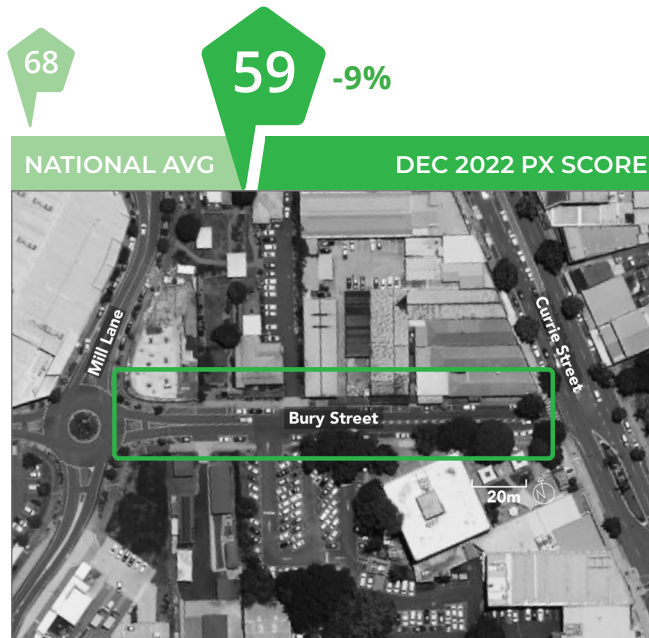 68
59
-9%
NATIONAL AVG
DEC 2022 PX SCORE
Mill Lane
Currie Street
Bury Street
20m
N